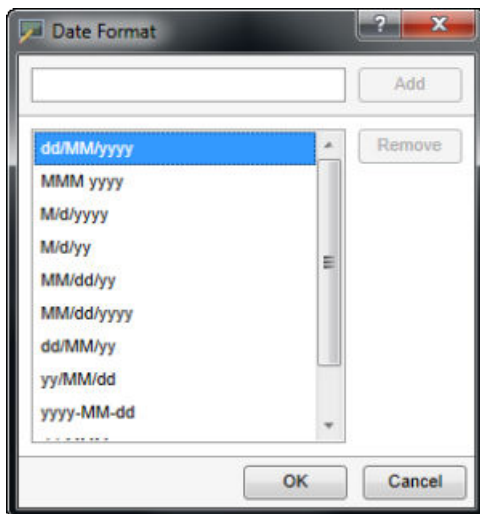 Date Format
?
X
Add
dd/MM/yyyy
Remove
MMM yyyy
M/d/yyyy
M/d/yy
MM/dd/yy
MM/dd/yyyy
dd/MM/yy
yy/MM/dd
yyyy-MM-dd
OK
Cancel